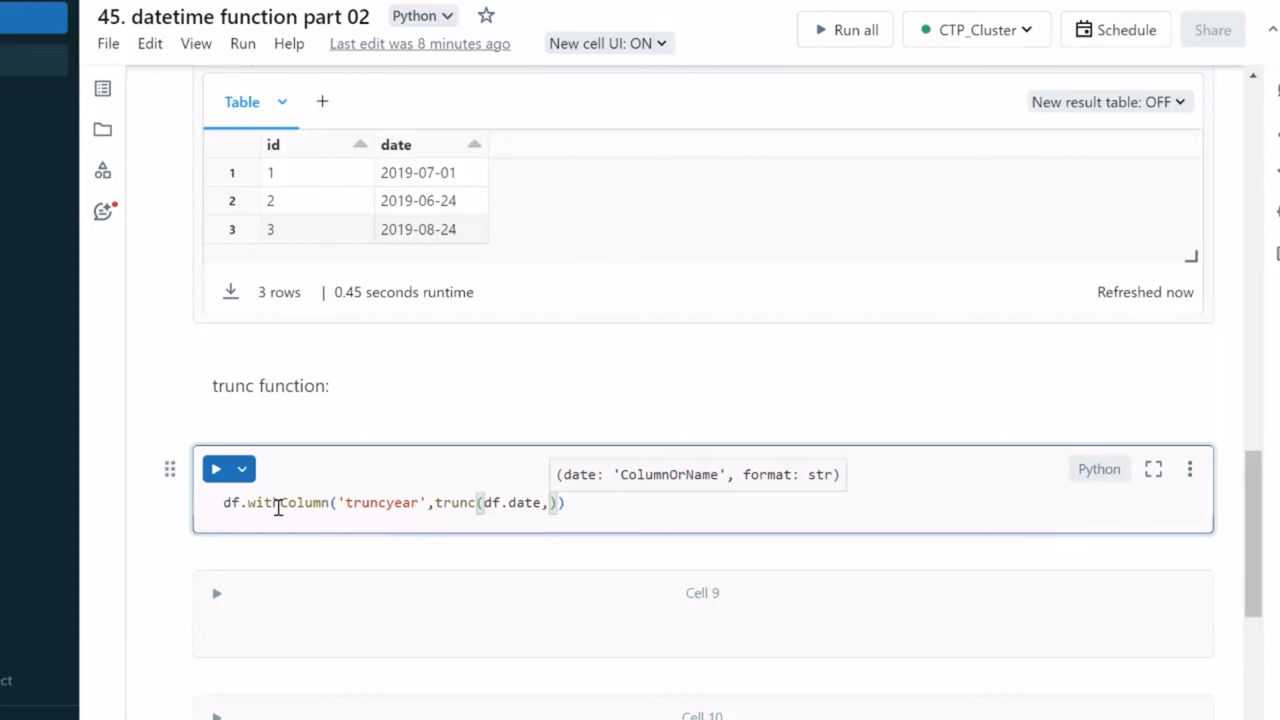 45. datetime function part 02
Python
Run all
CTP_Cluster
Schedule
Share
File Edit View Run Help Last edit was 8 minutes ago New cell UI: ON
Table +
New result table: OFF
id date
1 1 2019-07-01
2 2 2019-06-24
3 3 2019-08-24
3 rows | 0.45 seconds runtime
Refreshed now
trunc function:
(date: 'ColumnOrName', format: str)
Python
df.withColumn('truncyear',trunc(df.date,))
Cell 9
ct
Cell 10